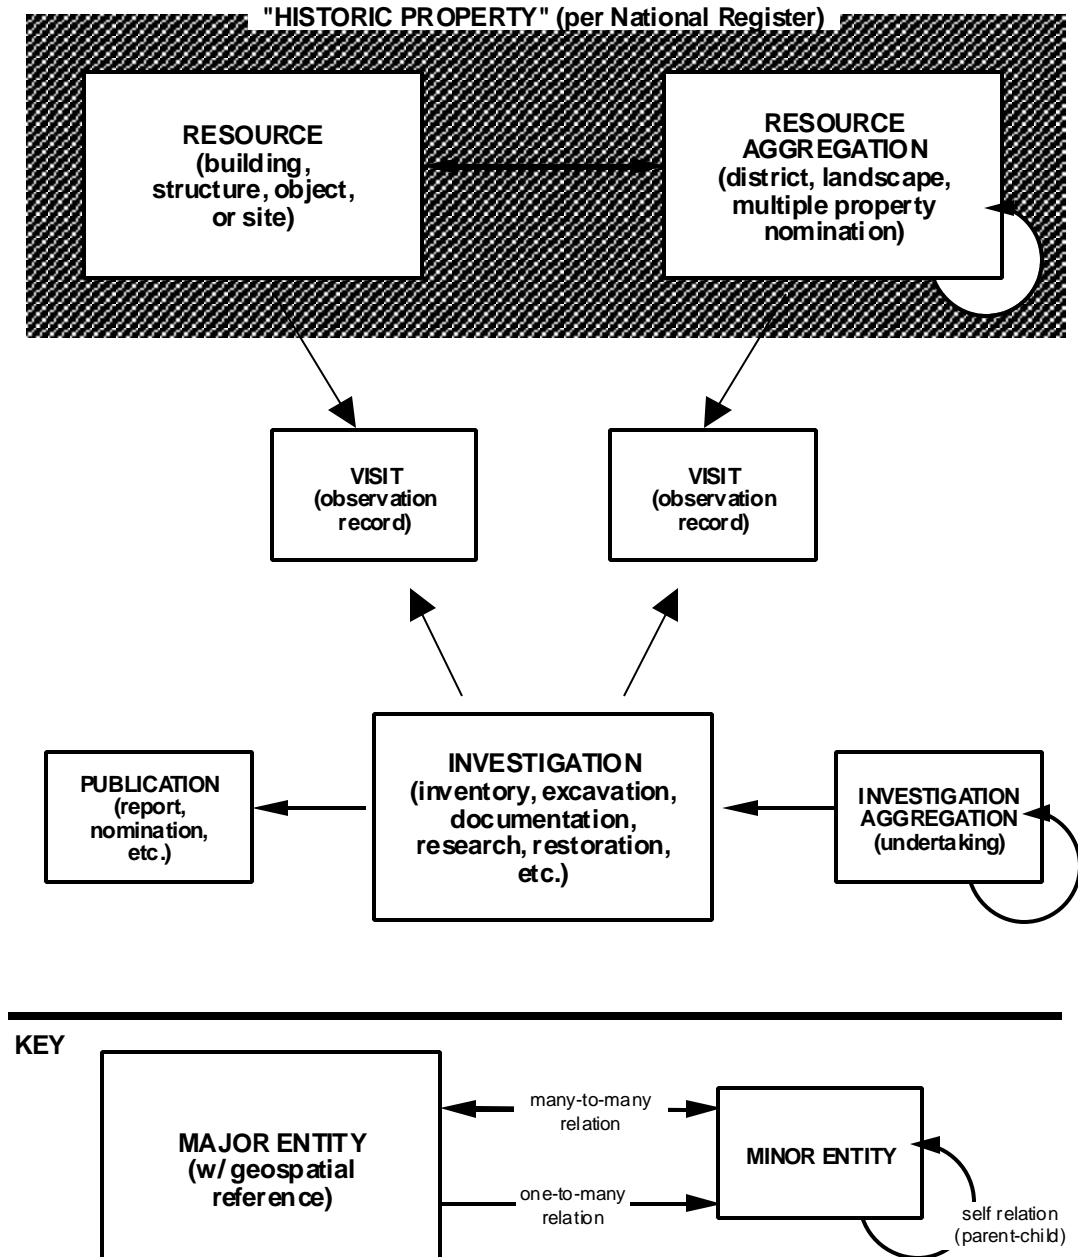 "HISTORIC PROPERTY" (per National Register)
RESOURCE
(building,
structure, object,
or site)
RESOURCE
AGGREGATION
(district, landscape,
multiple property
nomination)
VISIT
(observation
record)
VISIT
(observation
record)
PUBLICATION
(report,
nomination,
etc.)
INVESTIGATION
(inventory, excavation,
documentation,
research, restoration,
etc.)
INVESTIGATION
AGGREGATION
(undertaking)
KEY
MAJOR ENTITY
(w/ geospatial
reference)
many-to-many
relation
one-to-many
relation
MINOR ENTITY
self relation
(parent-child)